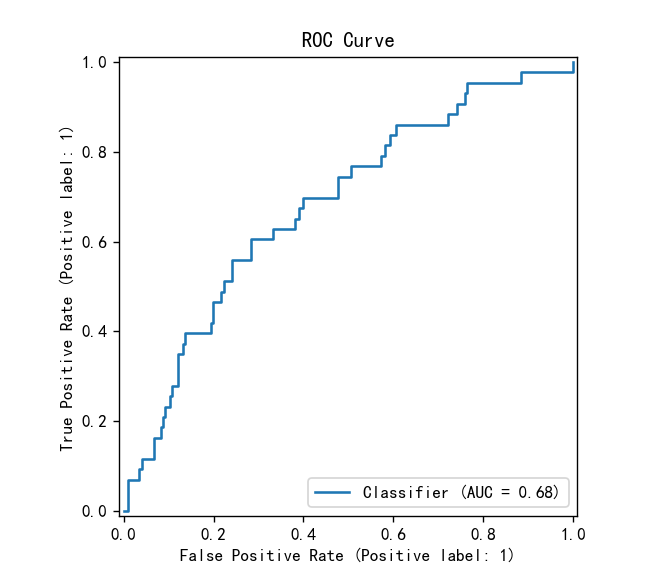 ROC Curve
True Positive Rate (Positive label: 1)
1.0
0.8
0.6
0.4
0.2
0.0
Classifier (AUC = 0.68)
0.0 0.2 0.4 0.6 0.8 1.0
False Positive Rate (Positive label: 1)